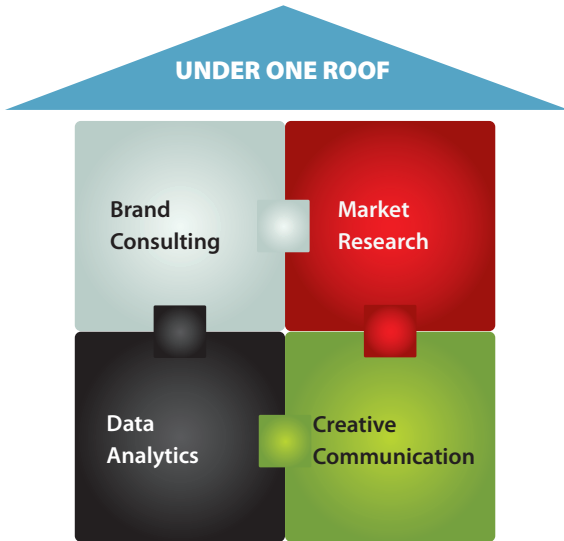 UNDER ONE ROOF
Brand
Consulting
Market
Research
Data
Analytics
Creative
Communication